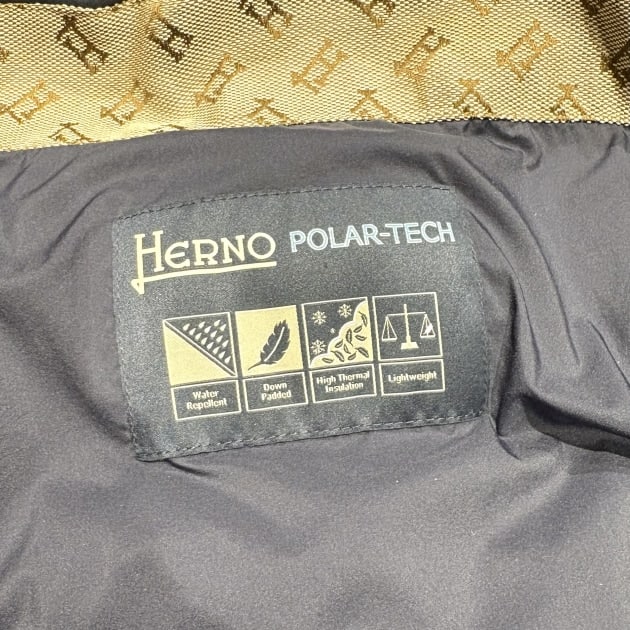 HERNO POLAR-TECH
Water
Repellent
Down
Padded
High Thermal
Insulation
Lightweight